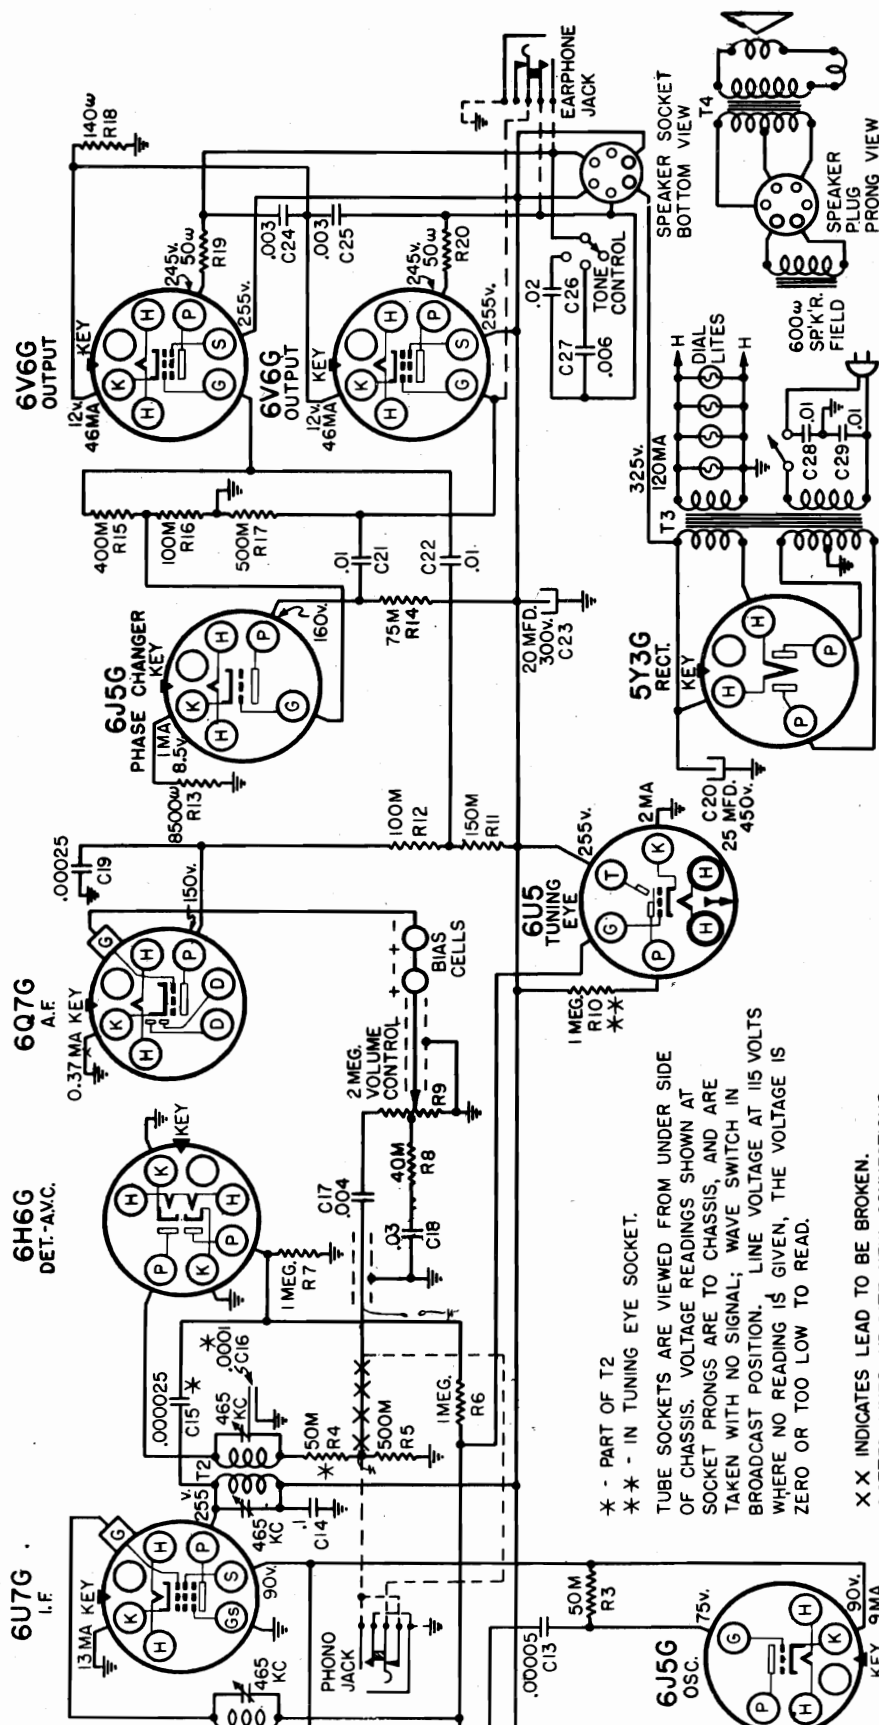 6U7G
I.F.
13 MA KEY
G
K
H
H
P
S
Gs
255
v.
90v.
465
KC
465
KC
T2
465
KC
.1
C14
.000025
C15
*
*
.0001
C16
50M
R4
*
500M
R5
1MEG.
R6
XXXX
PHONO
JACK
.00005
C13
50M
R3
75v.
90v.
6J5G
OSC.
KEY 9MA
G
H
K
P
H
6H6G
DET.-A.V.C.
KEY
K
H
H
P
P
K
1 MEG.
R7
C17
.004
.03
C18
40M
R8
2 MEG.
VOLUME
CONTROL
R9
6Q7G
A.F.
0.37 MA KEY
G
K
H
H
P
D
D
150v.
.00025
C19
+ - + -
BIAS
CELLS
100M
R12
150M
R11
6U5
TUNING
EYE
255v.
2MA
T
G
K
P
H
H
1 MEG.
R10
**
6J5G
PHASE CHANGER
KEY
1MA
8.5v.
8500ω
R13
K
H
H
P
G
160v.
75M
R14
20 MFD.
300v.
C23
400M
R15
100M
R16
500M
R17
.01
C21
C22
.01
6V6G
OUTPUT
KEY
12v.
46MA
K
H
H
P
S
G
245v.
50ω
R19
255v.
140ω
R18
.003
C24
.003
C25
6V6G
OUTPUT
KEY
12v.
46MA
K
H
H
P
S
G
245v.
50ω
R20
255v.
.02
C26
C27
.006
TONE
CONTROL
EARPHONE
JACK
SPEAKER SOCKET
BOTTOM VIEW
T4
SPEAKER
PLUG
PRONG VIEW
600ω
SP'K'R.
FIELD
325v.
120MA
T3
H
DIAL
LITES
H
C28
.01
C29
.01
5Y3G
RECT.
KEY
H
H
P
P
C20
25 MFD.
450v.
* - PART OF T2
** - IN TUNING EYE SOCKET.
TUBE SOCKETS ARE VIEWED FROM UNDER SIDE
OF CHASSIS. VOLTAGE READINGS SHOWN AT
SOCKET PRONGS ARE TO CHASSIS, AND ARE
TAKEN WITH NO SIGNAL; WAVE SWITCH IN
BROADCAST POSITION. LINE VOLTAGE AT 115 VOLTS
WHERE NO READING IS GIVEN, THE VOLTAGE IS
ZERO OR TOO LOW TO READ.
X X INDICATES LEAD TO BE BROKEN.